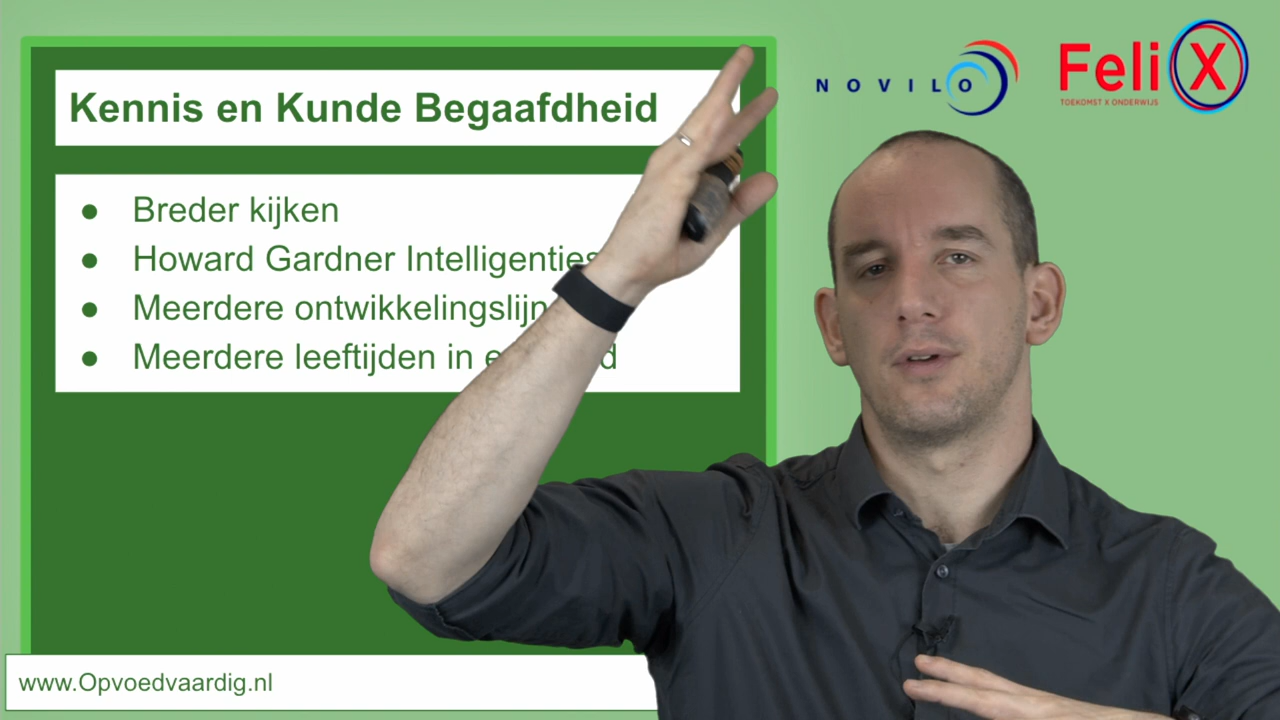 Kennis en Kunde Begaafdheid
NOVILO
FeliX
TOEKOMST X ONDERWIJS
● Breder kijken
● Howard Gardner Intelligenties
● Meerdere
● Meerdere leeftijden in
www.Opvoedvaardig.nl